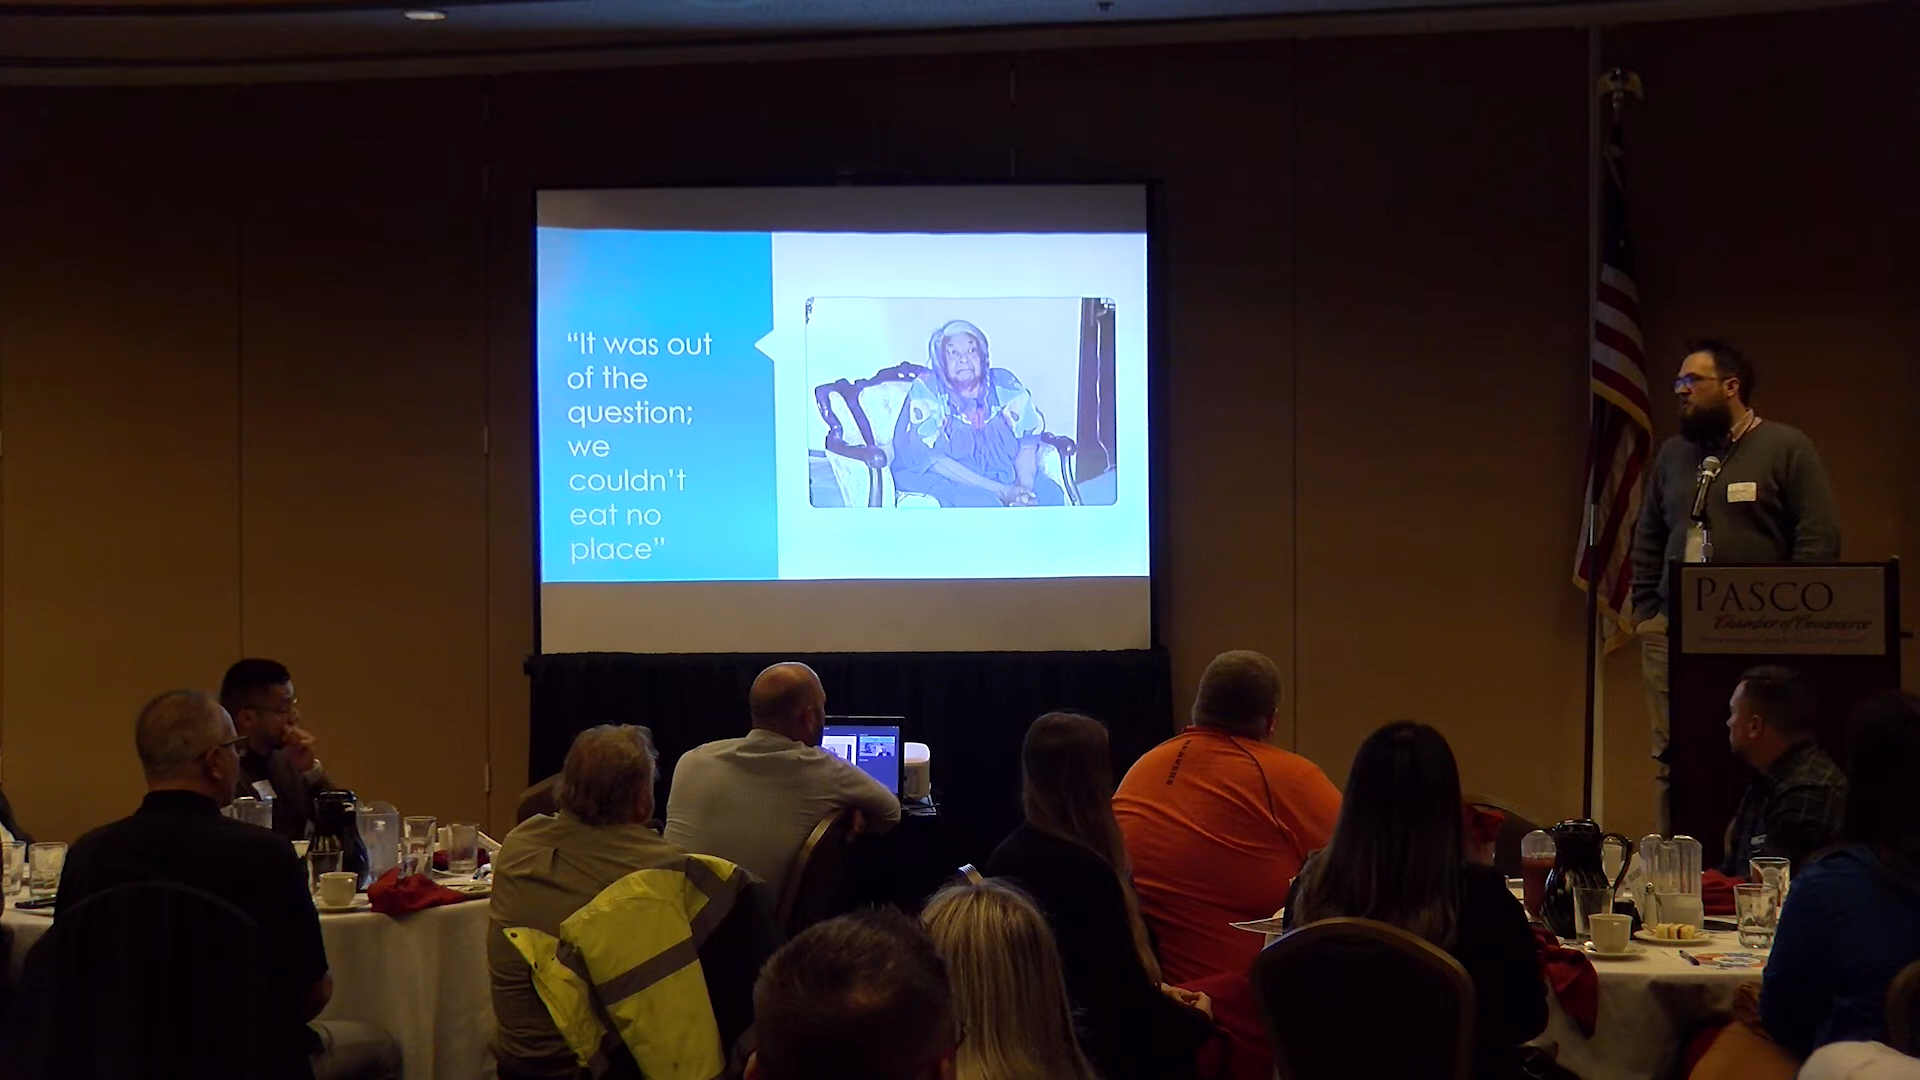 “It was out
of the
question;
we
couldn’t
eat no
place”
PASCO
Chamber of Commerce